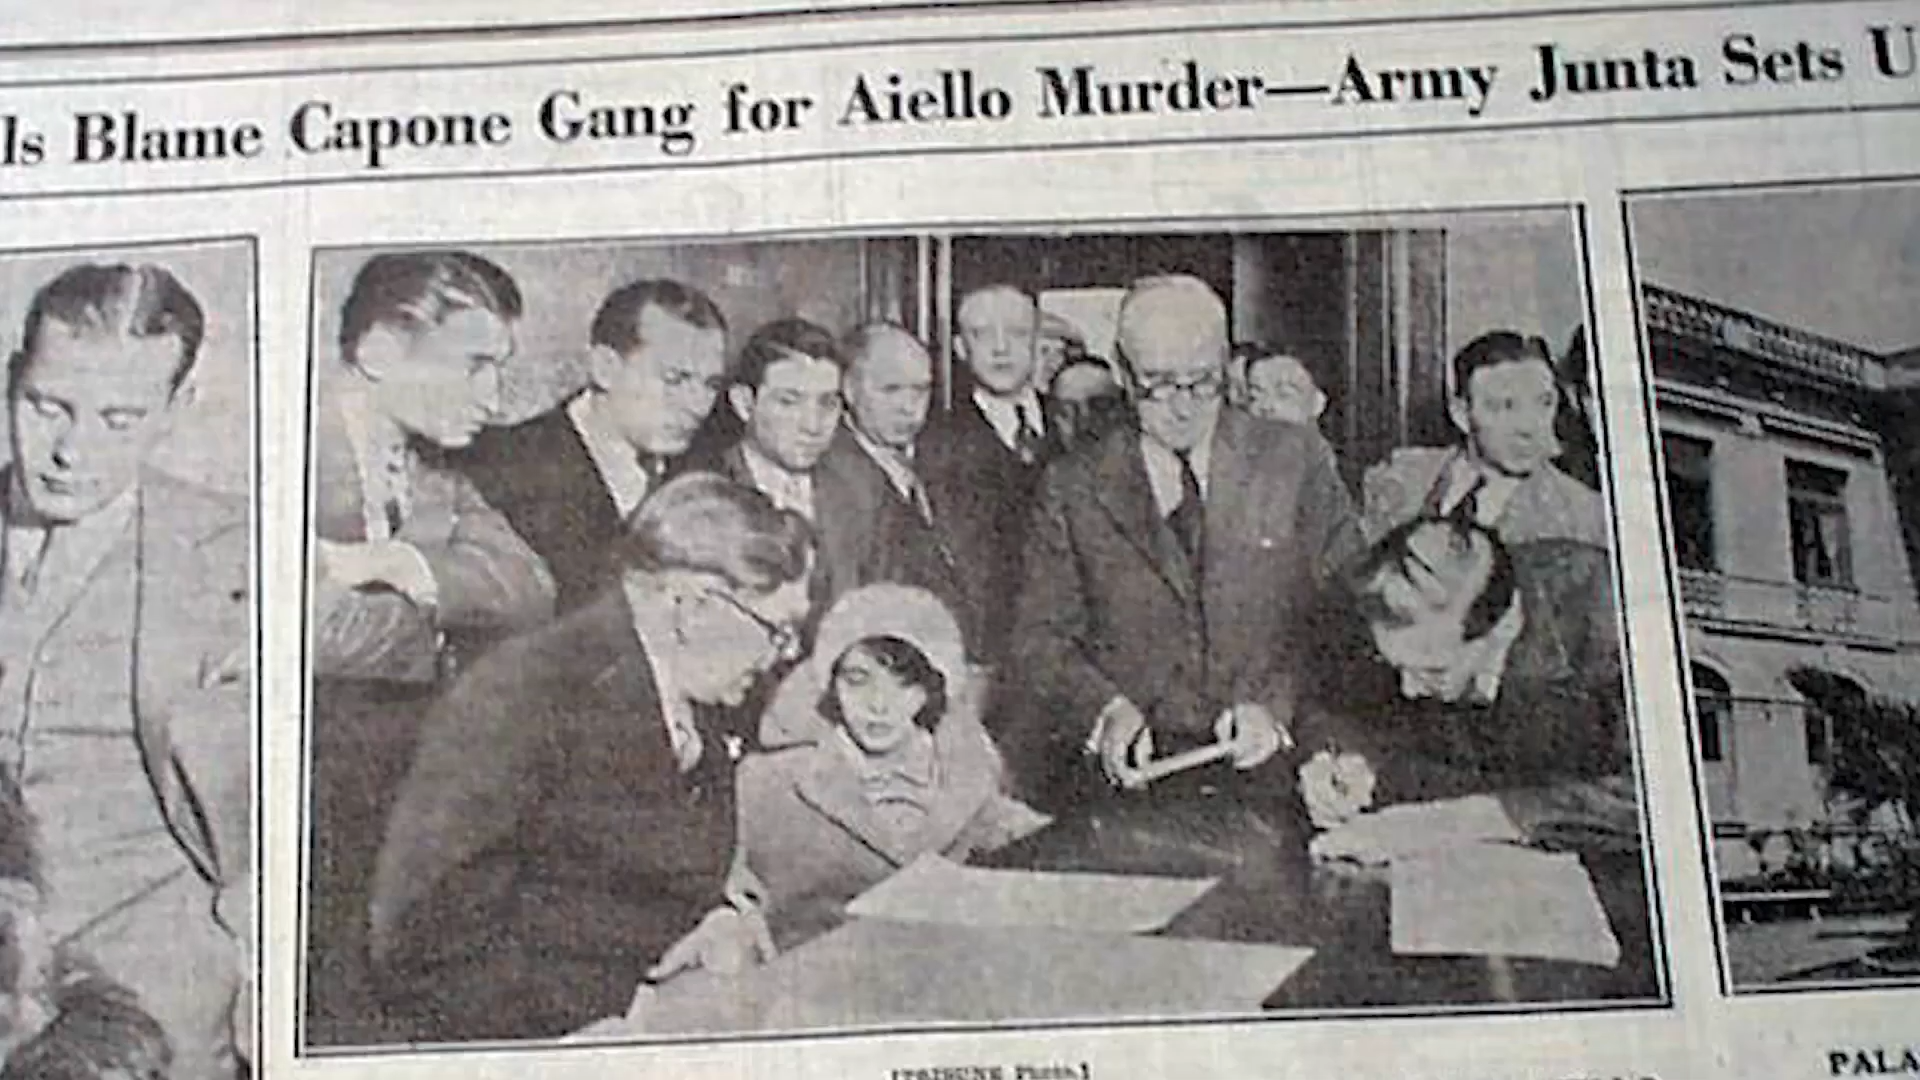 ls Blame Capone Gang for Aiello Murder—Army Junta Sets U
[TRIBUNE Photo.]
PALA